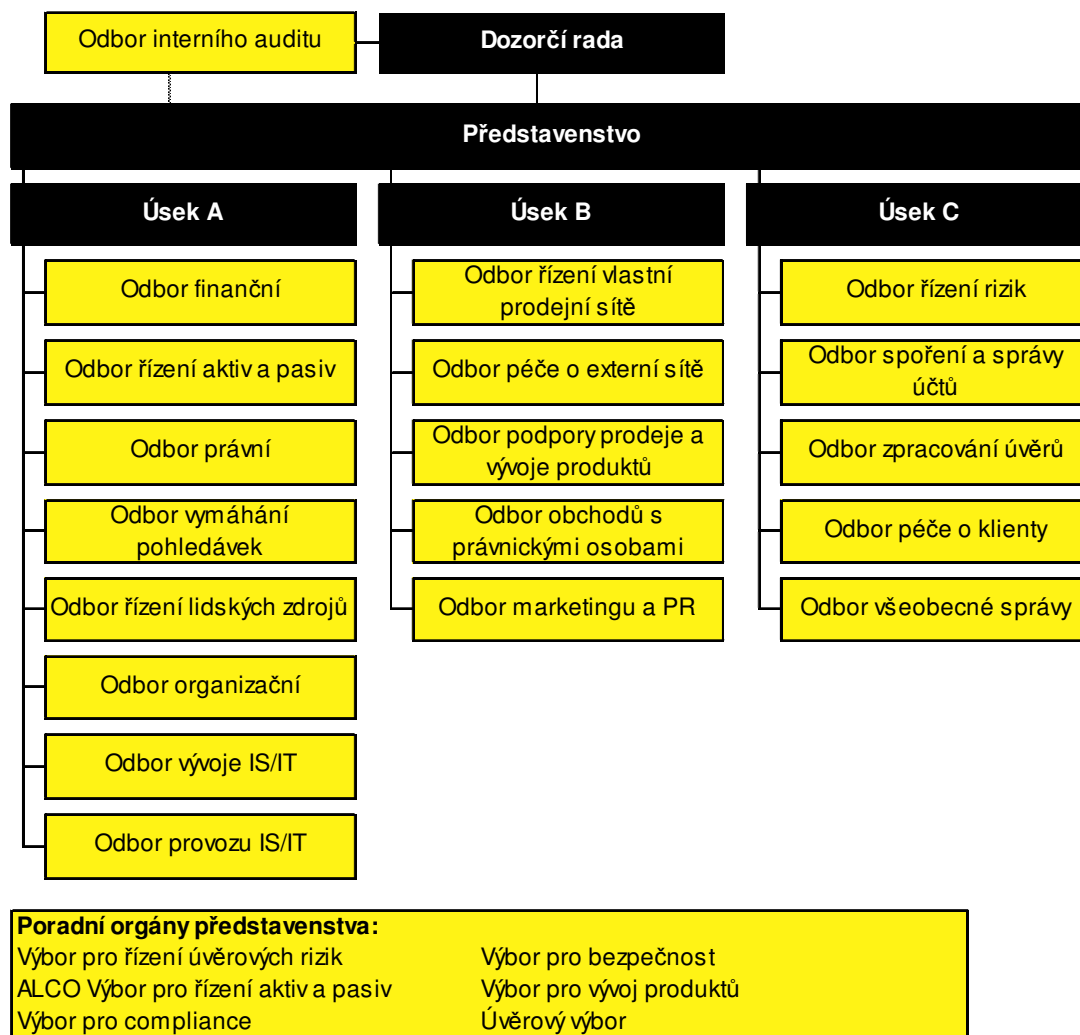 Odbor interního auditu
Dozorčí rada
Představenstvo
Úsek A
Odbor finanční
Odbor řízení aktiv a pasiv
Odbor právní
Odbor vymáhání
pohledávek
Odbor řízení lidských zdrojů
Odbor organizační
Odbor vývoje IS/IT
Odbor provozu IS/IT
Úsek B
Odbor řízení vlastní
prodejní sítě
Odbor péče o externí sítě
Odbor podpory prodeje a
vývoje produktů
Odbor obchodů s
právnickými osobami
Odbor marketingu a PR
Úsek C
Odbor řízení rizik
Odbor spoření a správy
účtů
Odbor zpracování úvěrů
Odbor péče o klienty
Odbor všeobecné správy
Poradní orgány představenstva:
Výbor pro řízení úvěrových rizik
ALCO Výbor pro řízení aktiv a pasiv
Výbor pro compliance
Výbor pro bezpečnost
Výbor pro vývoj produktů
Úvěrový výbor